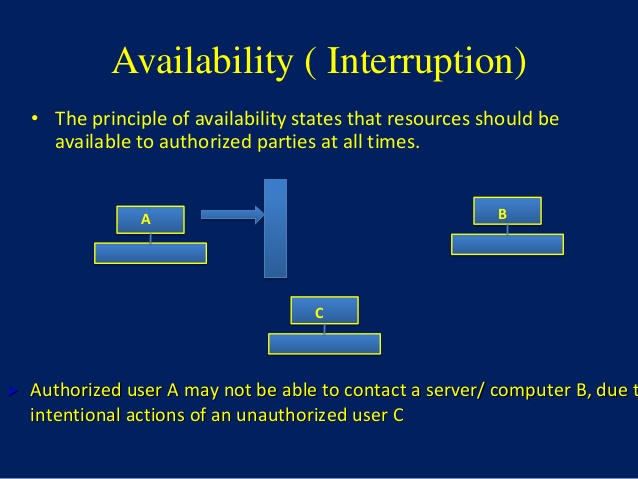 Availability ( Interruption)
• The principle of availability states that resources should be
available to authorized parties at all times.
A
B
C
Authorized user A may not be able to contact a server/ computer B, due t
intentional actions of an unauthorized user C